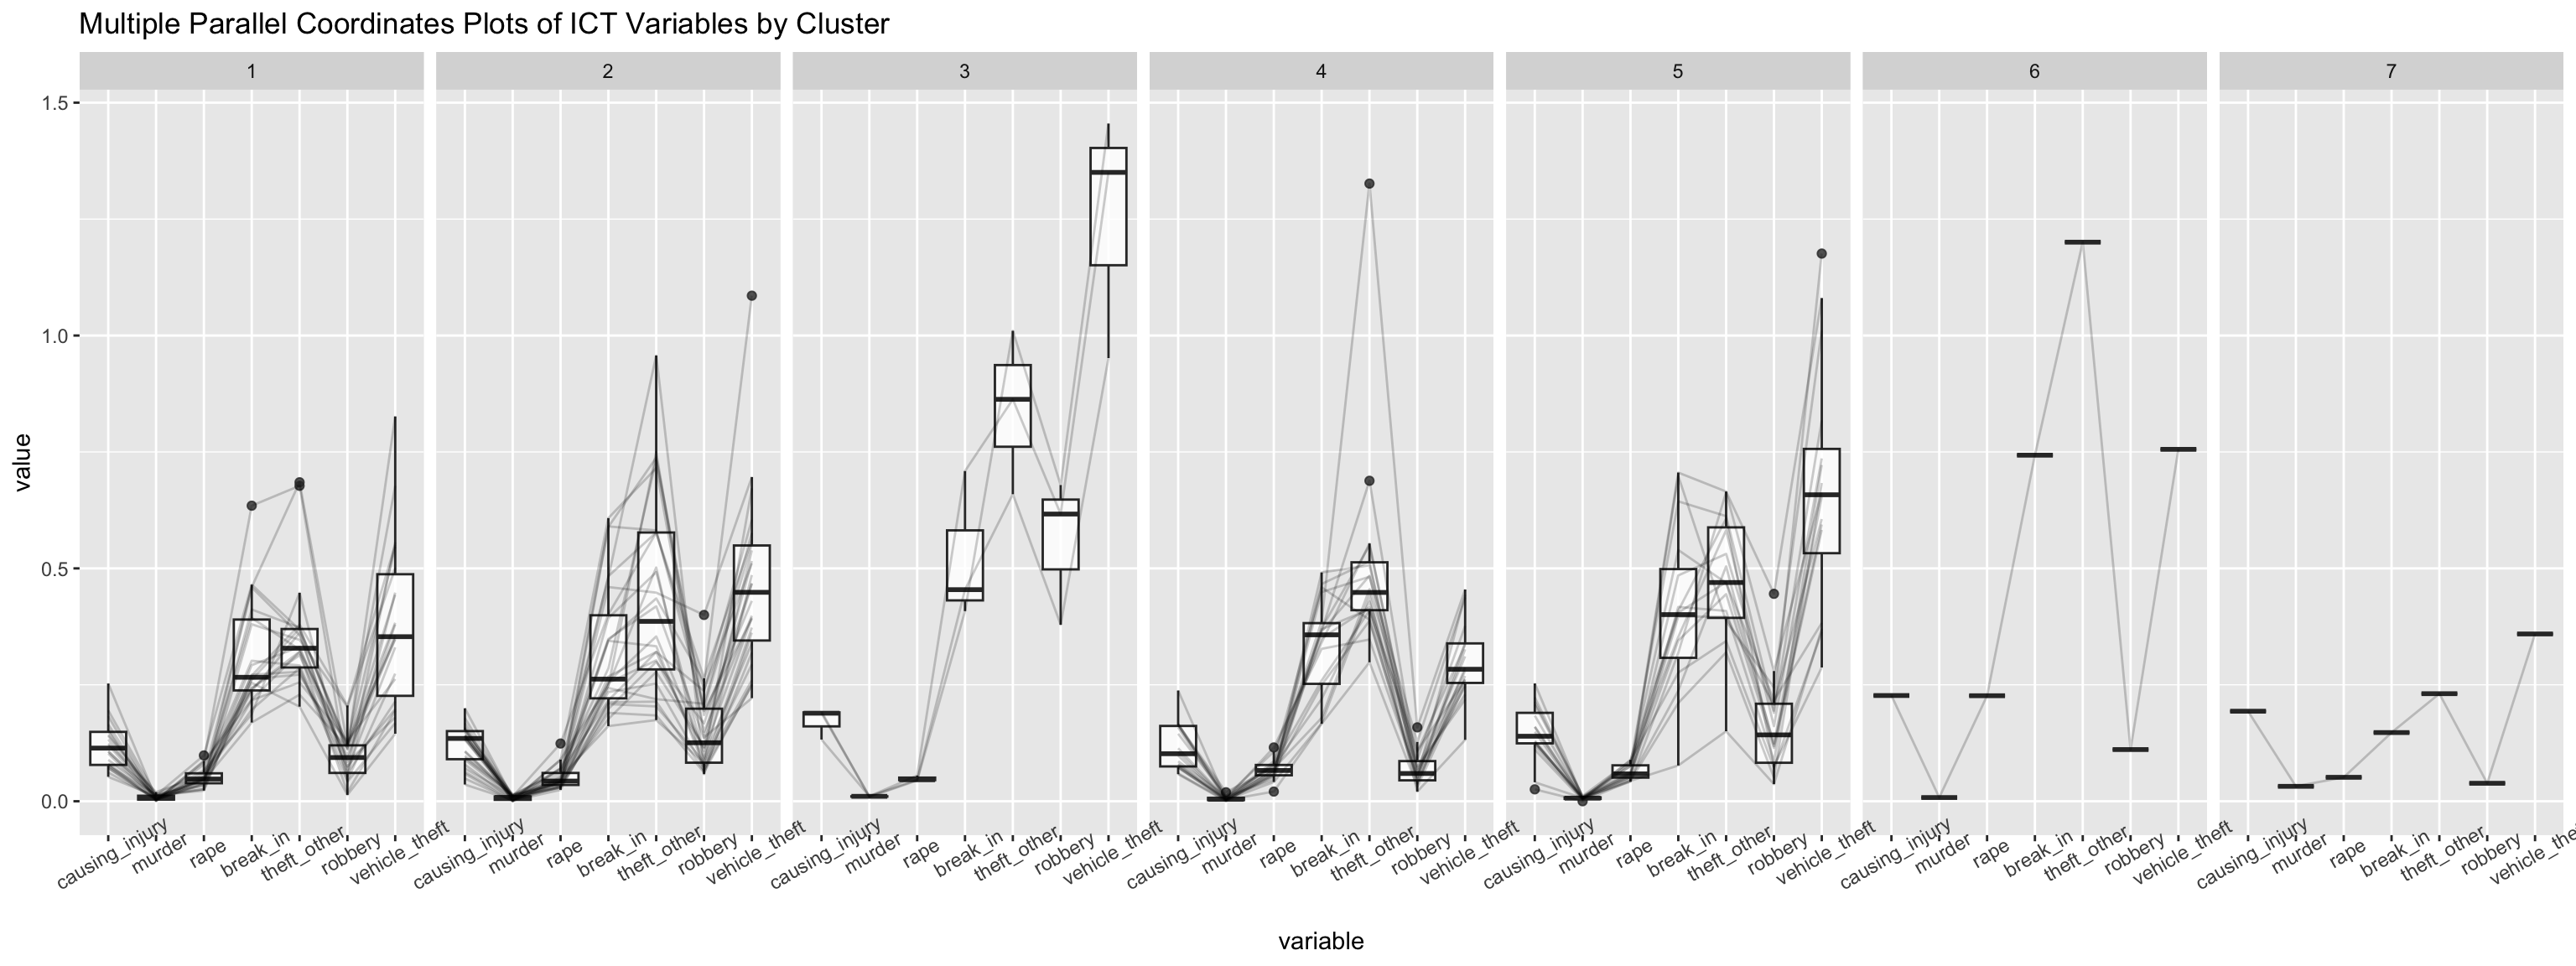 Multiple Parallel Coordinates Plots of ICT Variables by Cluster
1 2 3 4 5 6 7
1.5
1.0
0.5
0.0
value
causing_injury murder rape break_in theft_other robbery vehicle_theft
causing_injury murder rape break_in theft_other robbery vehicle_theft
causing_injury murder rape break_in theft_other robbery vehicle_theft
causing_injury murder rape break_in theft_other robbery vehicle_theft
causing_injury murder rape break_in theft_other robbery vehicle_theft
causing_injury murder rape break_in theft_other robbery vehicle_theft
causing_injury murder rape break_in theft_other robbery
variable